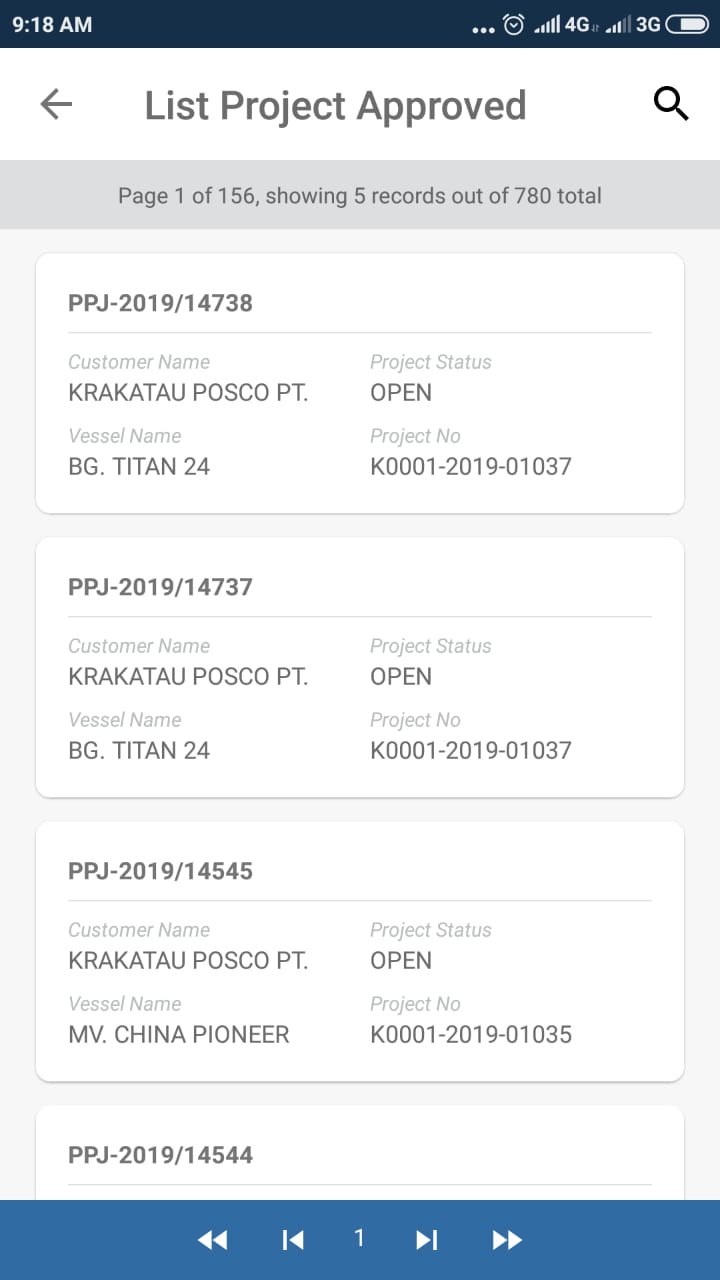 9:18 AM 4G 3G
List Project Approved
Page 1 of 156, showing 5 records out of 780 total
PPJ-2019/14738
Customer Name Project Status
KRAKATAU POSCO PT. OPEN
Vessel Name Project No
BG. TITAN 24 K0001-2019-01037
PPJ-2019/14737
Customer Name Project Status
KRAKATAU POSCO PT. OPEN
Vessel Name Project No
BG. TITAN 24 K0001-2019-01037
PPJ-2019/14545
Customer Name Project Status
KRAKATAU POSCO PT. OPEN
Vessel Name Project No
MV. CHINA PIONEER K0001-2019-01035
PPJ-2019/14544
1